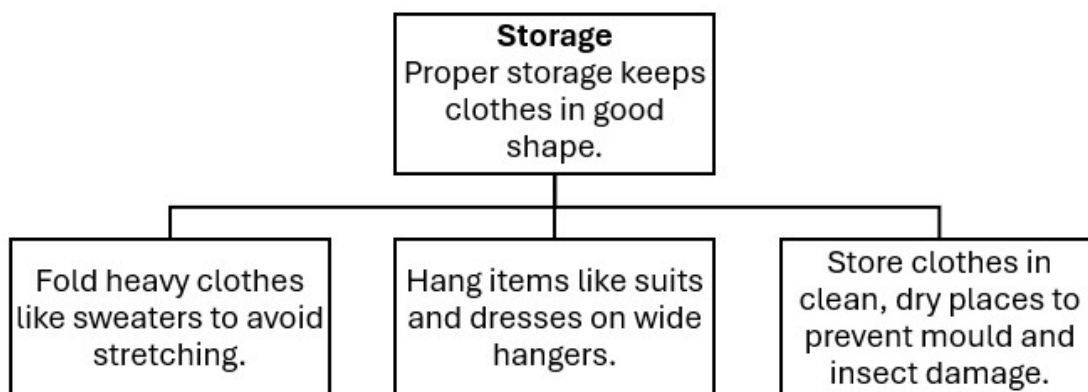 Storage
Proper storage keeps
clothes in good
shape.
Fold heavy clothes
like sweaters to avoid
stretching.
Hang items like suits
and dresses on wide
hangers.
Store clothes in
clean, dry places to
prevent mould and
insect damage.